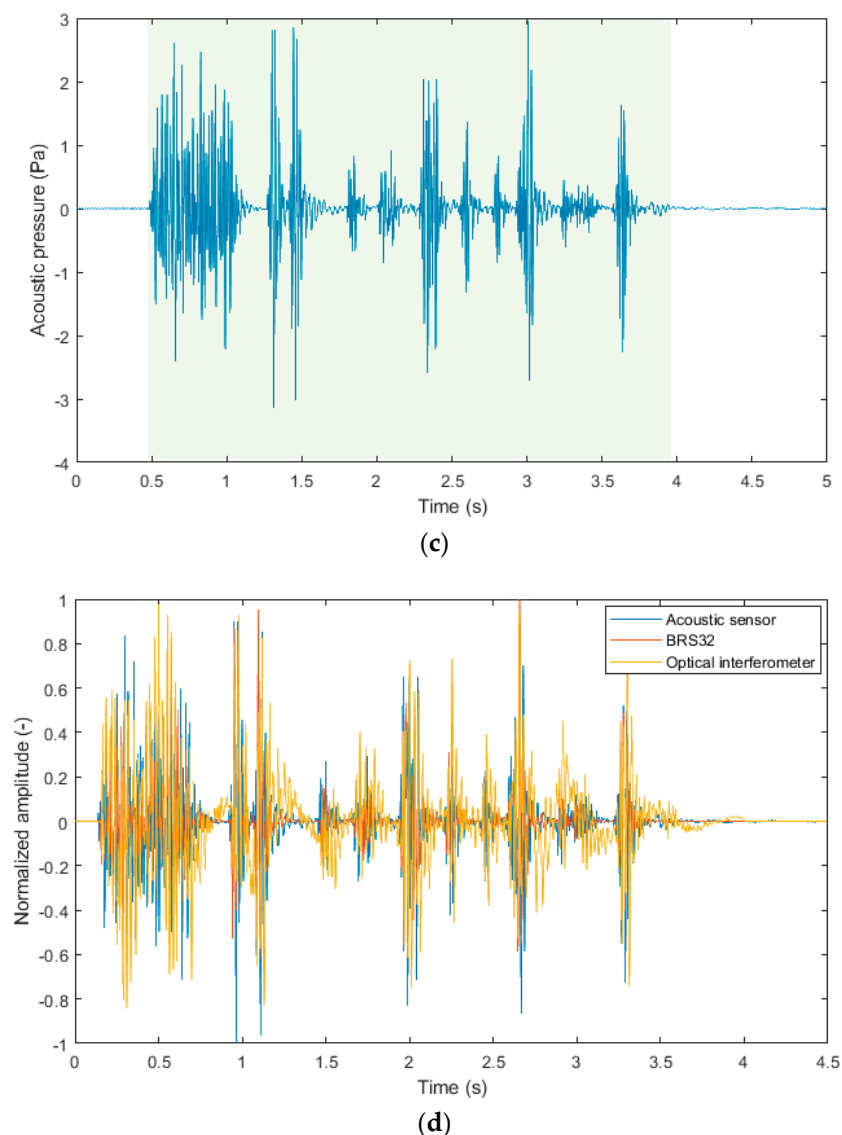 3
2
1
0
-1
-2
-3
-4
Acoustic pressure (Pa)
0 0.5 1 1.5 2 2.5 3 3.5 4 4.5 5
Time (s)
(c)
1
0.8
0.6
0.4
0.2
0
-0.2
-0.4
-0.6
-0.8
-1
Normalized amplitude (-)
Acoustic sensor
BRS32
Optical interferometer
0 0.5 1 1.5 2 2.5 3 3.5 4 4.5
Time (s)
(d)